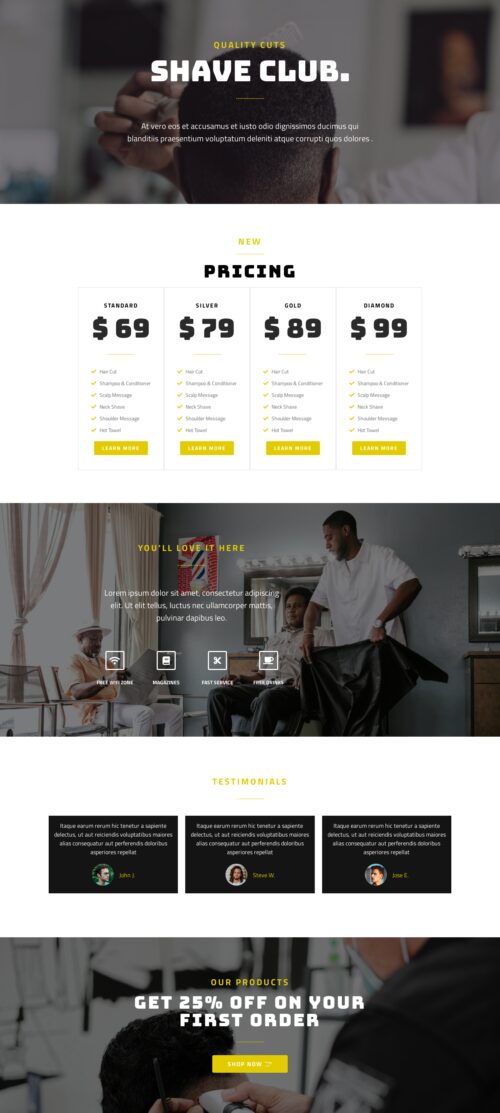 QUALITY CUTS
SHAVE CLUB.
At vero eos et accusamus et iusto odio dignissimos ducimus qui
blanditiis praesentium voluptatum deleniti atque corrupti quos dolores .
NEW
PRICING
STANDARD
$ 69
Hair Cut
Shampoo & Conditioner
Scalp Message
Neck Shave
Shoulder Message
Hot Towel
LEARN MORE
SILVER
$ 79
Hair Cut
Shampoo & Conditioner
Scalp Message
Neck Shave
Shoulder Message
Hot Towel
LEARN MORE
GOLD
$ 89
Hair Cut
Shampoo & Conditioner
Scalp Message
Neck Shave
Shoulder Message
Hot Towel
LEARN MORE
DIAMOND
$ 99
Hair Cut
Shampoo & Conditioner
Scalp Message
Neck Shave
Shoulder Message
Hot Towel
LEARN MORE
YOU'LL LOVE IT HERE
Lorem ipsum dolor sit amet, consectetur adipiscing
elit. Ut elit tellus, luctus nec ullamcorper mattis,
pulvinar dapibus leo.
FREE WIFI ZONE
MAGAZINES
FAST SERVICE
FREE DRINKS
TESTIMONIALS
Itaque earum rerum hic tenetur a sapiente
delectus, ut aut reiciendis voluptatibus maiores
alias consequatur aut perferendis doloribus
asperiores repellat
John J.
Itaque earum rerum hic tenetur a sapiente
delectus, ut aut reiciendis voluptatibus maiores
alias consequatur aut perferendis doloribus
asperiores repellat
Steve W.
Itaque earum rerum hic tenetur a sapiente
delectus, ut aut reiciendis voluptatibus maiores
alias consequatur aut perferendis doloribus
asperiores repellat
Jose E.
OUR PRODUCTS
GET 25% OFF ON YOUR
FIRST ORDER
SHOP NOW